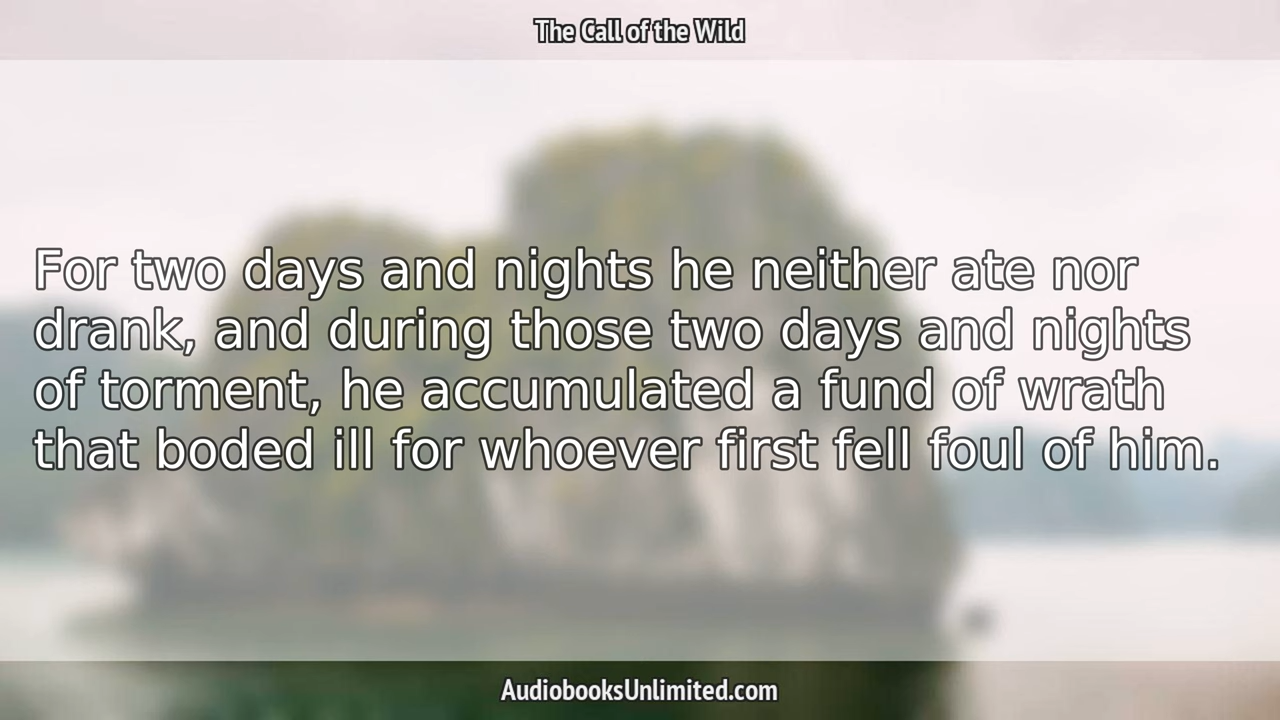 The Call of the Wild
For two days and nights he neither ate nor
drank, and during those two days and nights
of torment, he accumulated a fund of wrath
that boded ill for whoever first fell foul of him.
AudiobooksUnlimited.com